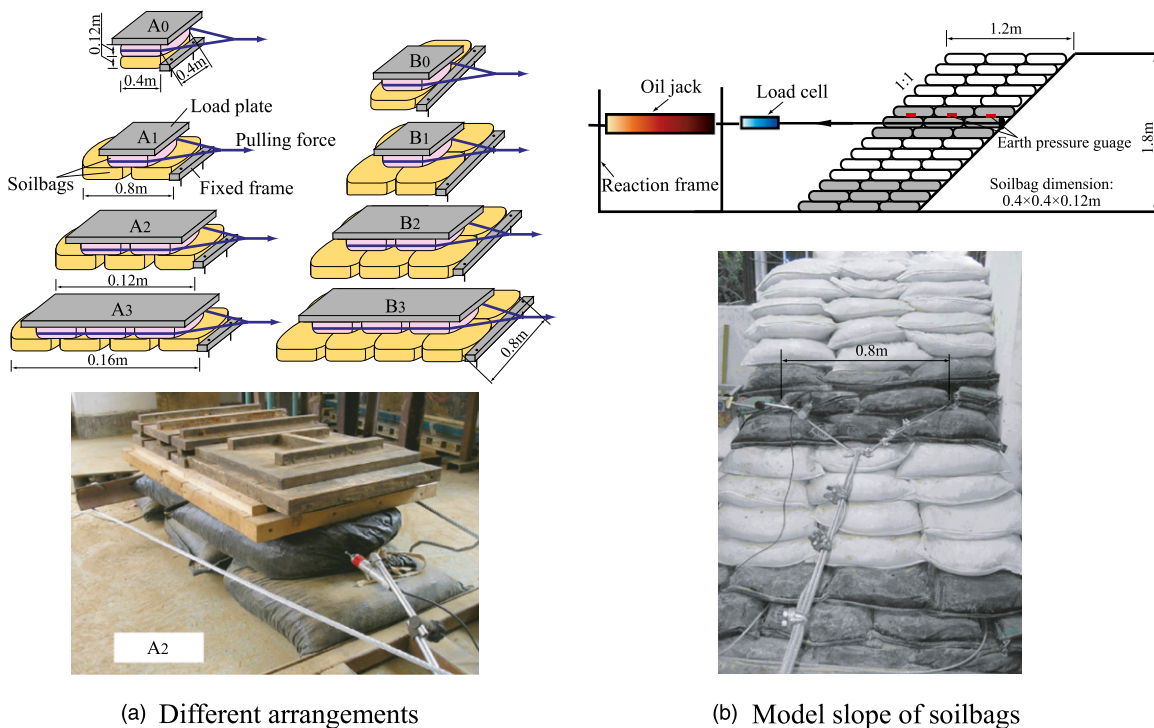 A0
0.12m
0.4m
0.4m
B0
Load plate
A1
Pulling force
B1
Soilbags
Fixed frame
0.8m
A2
B2
0.12m
A3
B3
0.16m
0.8m
A2
(a) Different arrangements
1.2m
Oil jack
Load cell
1:1
Earth pressure guage
1.8m
Reaction frame
Soilbag dimension:
0.4×0.4×0.12m
0.8m
(b) Model slope of soilbags